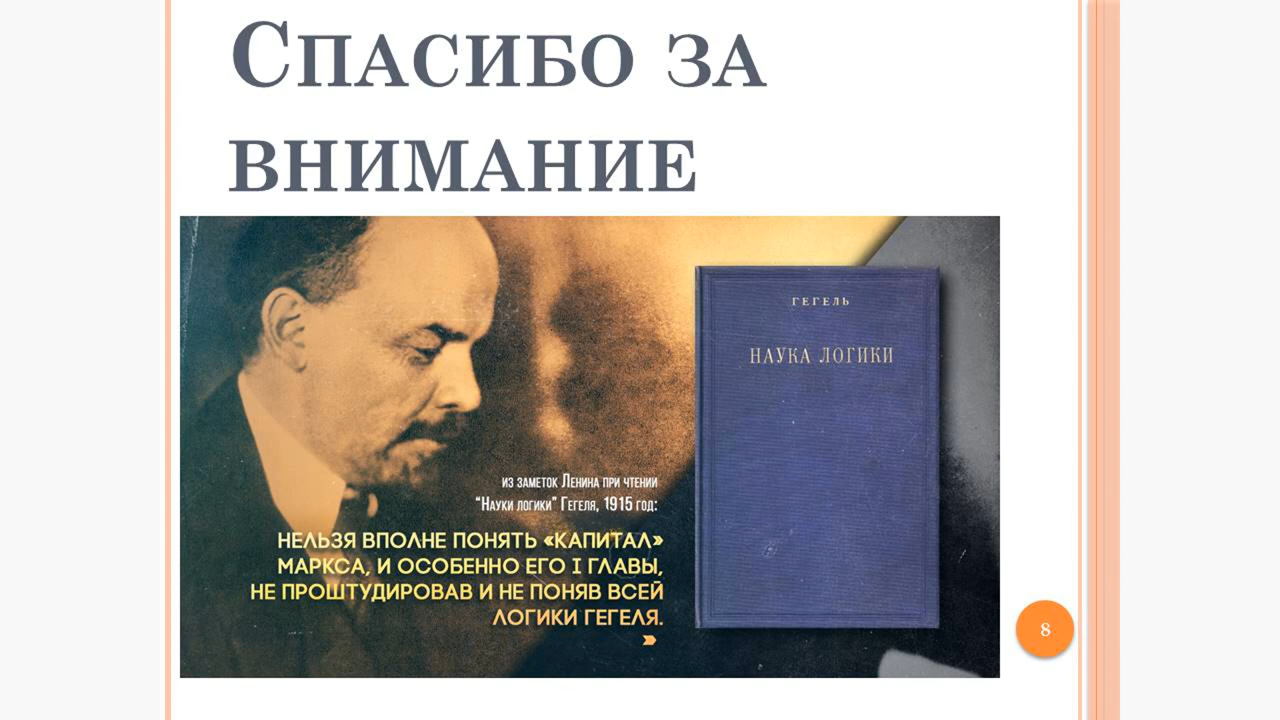 Спасибо за
внимание
ГЕГЕЛЬ
НАУКА ЛОГИКИ
из заметок Ленина при чтении
"Науки логики" Гегеля, 1915 год:
НЕЛЬЗЯ ВПОЛНЕ ПОНЯТЬ «КАПИТАЛ»
МАРКСА, И ОСОБЕННО ЕГО I ГЛАВЫ,
НЕ ПРОШТУДИРОВАВ И НЕ ПОНЯВ ВСЕЙ
ЛОГИКИ ГЕГЕЛЯ.
8